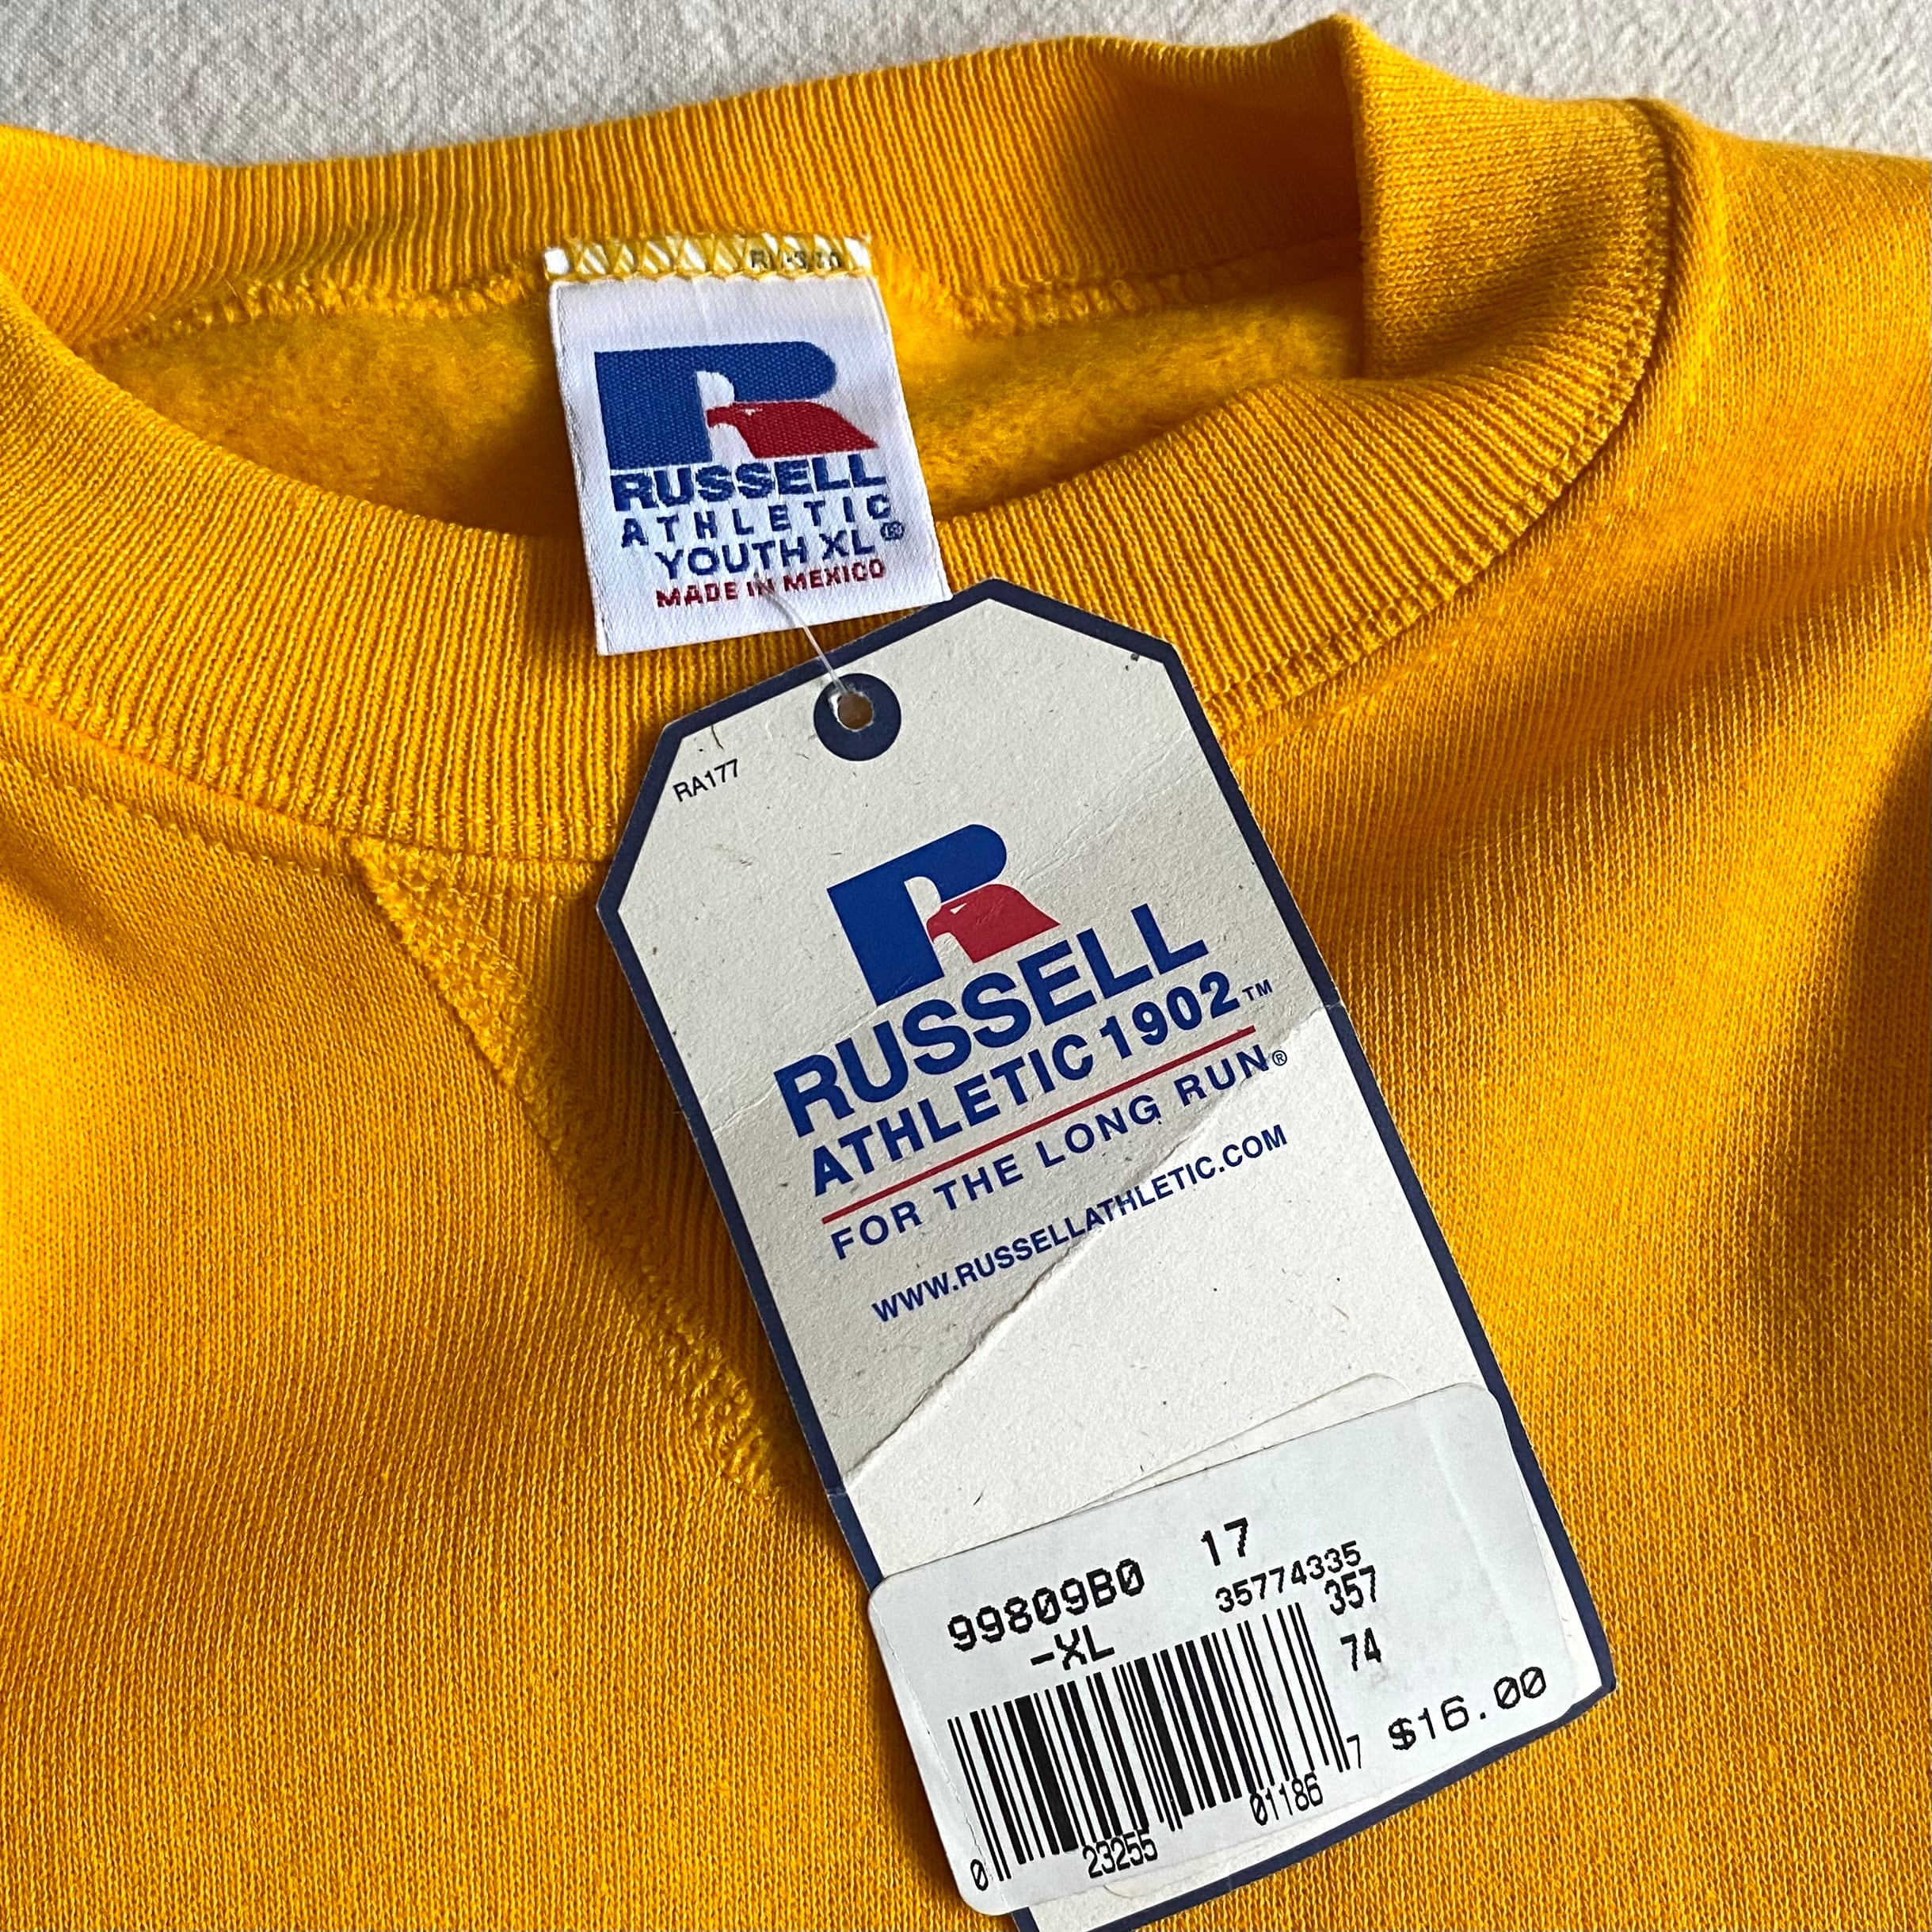 RUSSELL
ATHLETIC
YOUTH XL®
MADE IN MEXICO
RA177
RUSSELL
ATHLETIC 1902™
FOR THE LONG RUN®
WWW.RUSSELLATHLETIC.COM
99809B0 17
-XL
35774335
357
74
$16.00
0 23255 01186 7